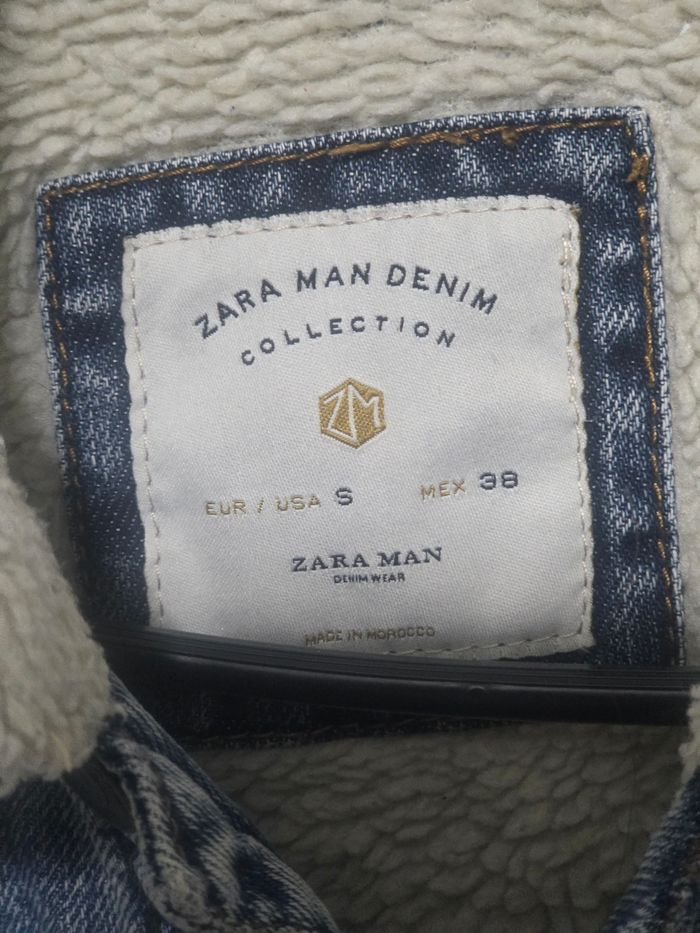 ZARA MAN DENIM
COLLECTION
ZM
EUR / USA S MEX 38
ZARA MAN
DENIM WEAR
MADE IN MOROCCO